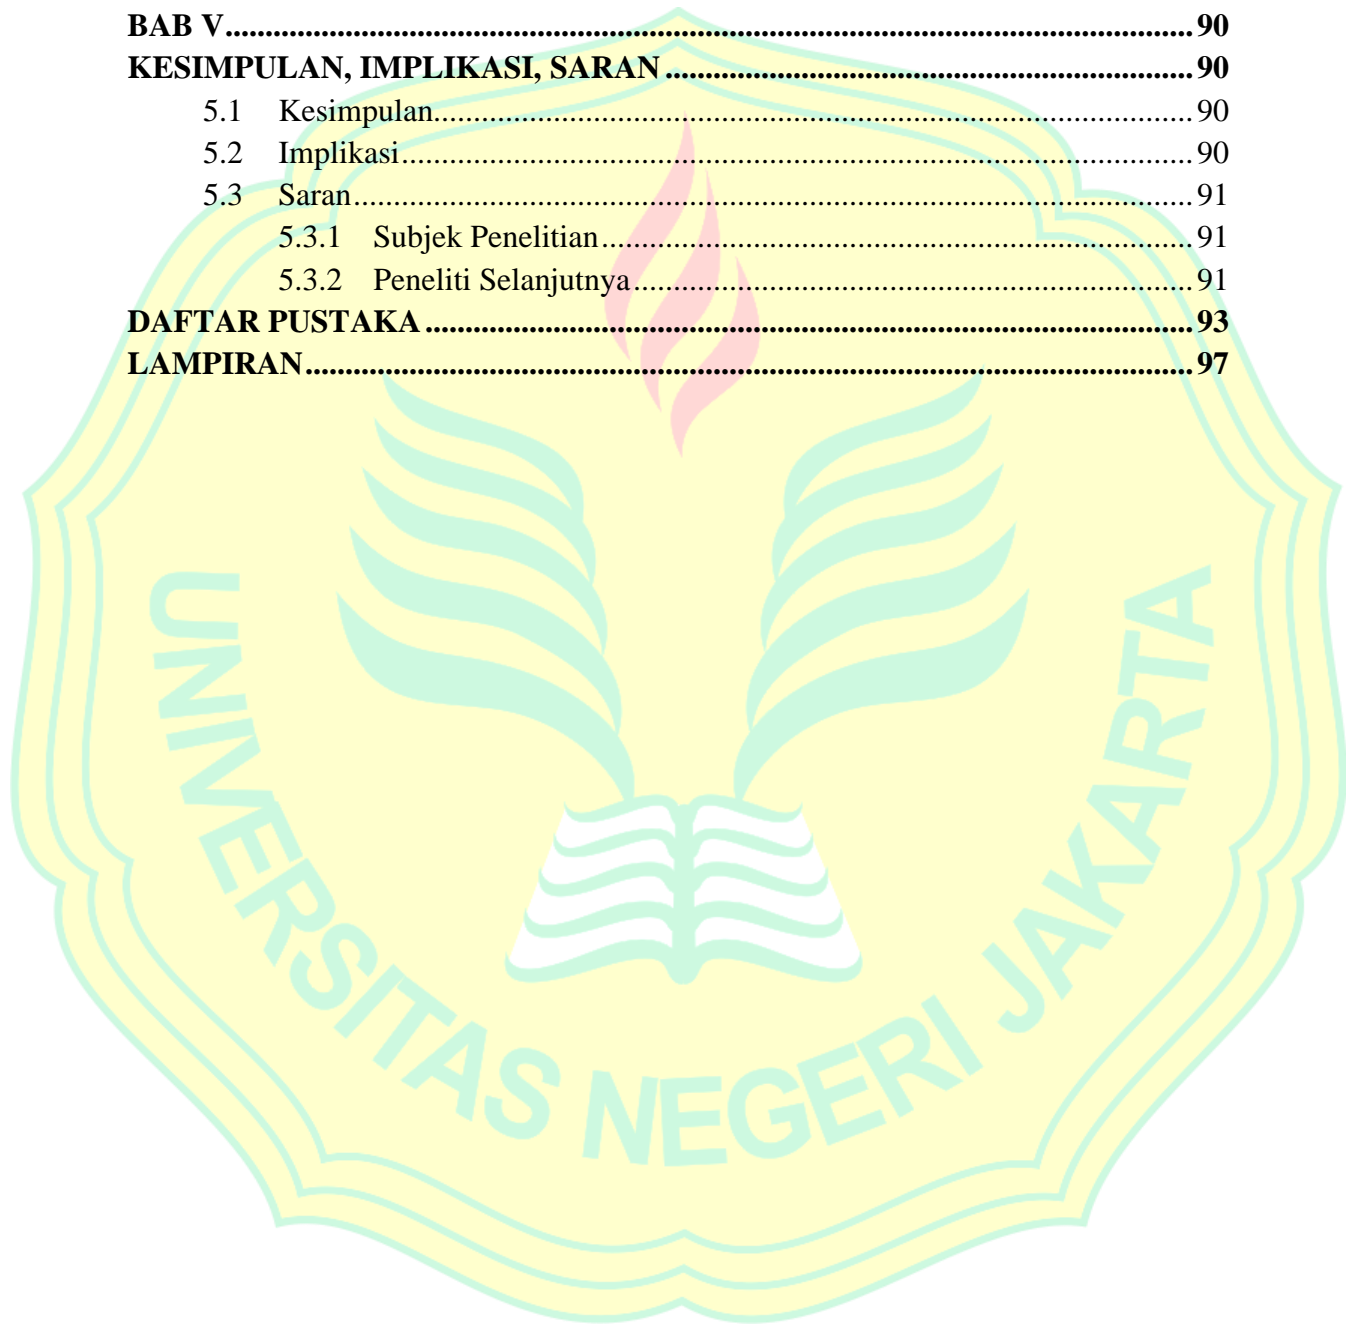 BAB V.......................................................................................................................... 90
KESIMPULAN, IMPLIKASI, SARAN .................................................................. 90
5.1 Kesimpulan................................................................................................ 90
5.2 Implikasi.................................................................................................... 90
5.3 Saran.......................................................................................................... 91
5.3.1 Subjek Penelitian.......................................................................... 91
5.3.2 Peneliti Selanjutnya...................................................................... 91
DAFTAR PUSTAKA ................................................................................................ 93
LAMPIRAN............................................................................................................... 97
UNIVERSITAS NEGERI JAKARTA